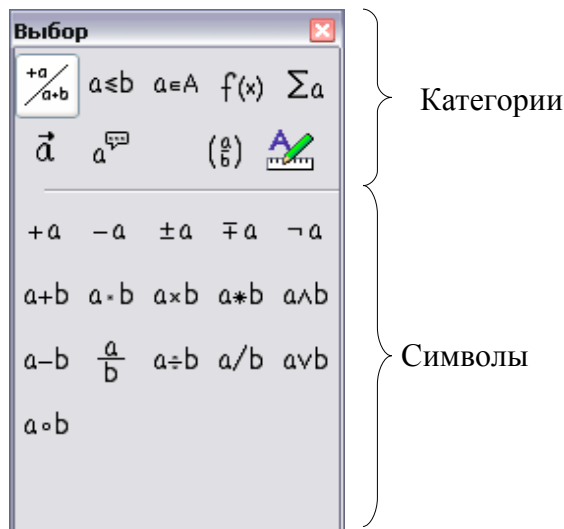 Выбор
+a/a+b a≤b a∈A f(x) Σa
Категории
a⃗ a (a/b) A
+a −a ±a ∓a ¬a
a+b a·b a×b a∗b a∧b
a−b a/b a÷b a/b a∨b
Символы
a∘b